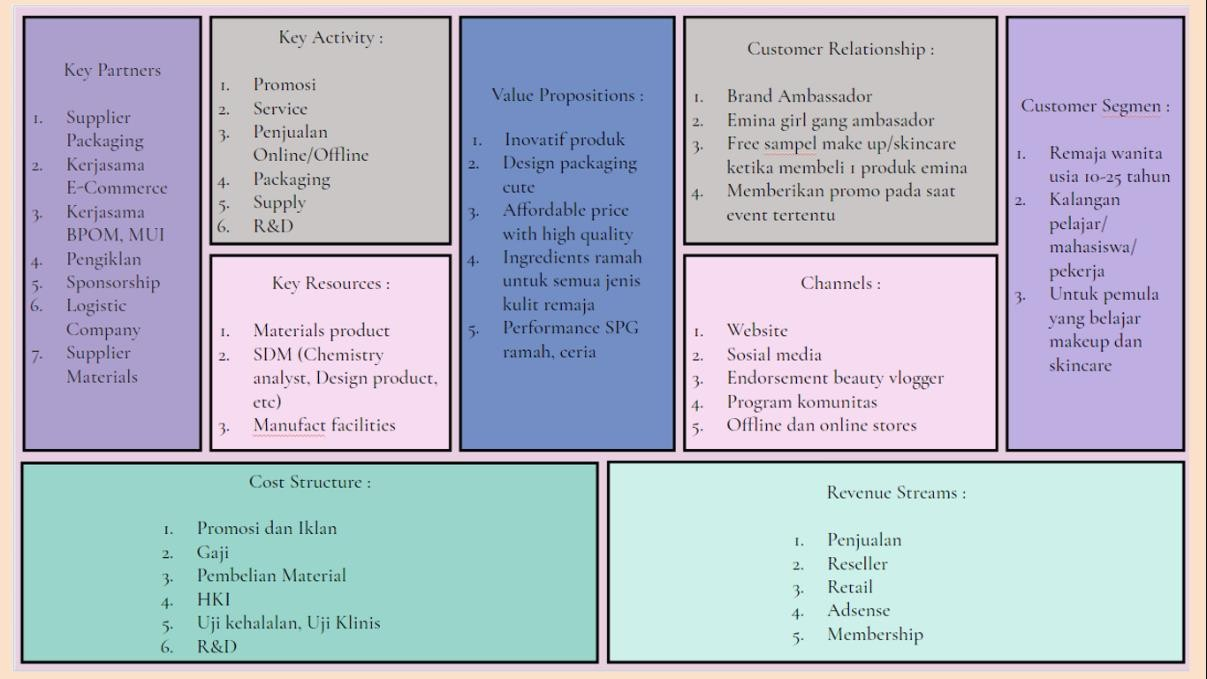 Key Partners
1. Supplier
Packaging
2. Kerjasama
E-Commerce
3. Kerjasama
BPOM, MUI
4. Pengiklan
5. Sponsorship
6. Logistic
Company
7. Supplier
Materials
Key Activity :
1. Promosi
2. Service
3. Penjualan
Online/Offline
4. Packaging
5. Supply
6. R&D
Key Resources :
1. Materials product
2. SDM (Chemistry
analyst, Design product,
etc)
3. Manufact facilities
Value Propositions :
1. Inovatif produk
2. Design packaging
cute
3. Affordable price
with high quality
4. Ingredients ramah
untuk semua jenis
kulit remaja
5. Performance SPG
ramah, ceria
Customer Relationship :
1. Brand Ambassador
2. Emina girl gang ambasador
3. Free sampel make up/skincare
ketika membeli 1 produk emina
4. Memberikan promo pada saat
event tertentu
Channels :
1. Website
2. Sosial media
3. Endorsement beauty vlogger
4. Program komunitas
5. Offline dan online stores
Customer Segmen :
1. Remaja wanita
usia 10-25 tahun
2. Kalangan
pelajar/
mahasiswa/
pekerja
3. Untuk pemula
yang belajar
makeup dan
skincare
Cost Structure :
1. Promosi dan Iklan
2. Gaji
3. Pembelian Material
4. HKI
5. Uji kehalalan, Uji Klinis
6. R&D
Revenue Streams :
1. Penjualan
2. Reseller
3. Retail
4. Adsense
5. Membership